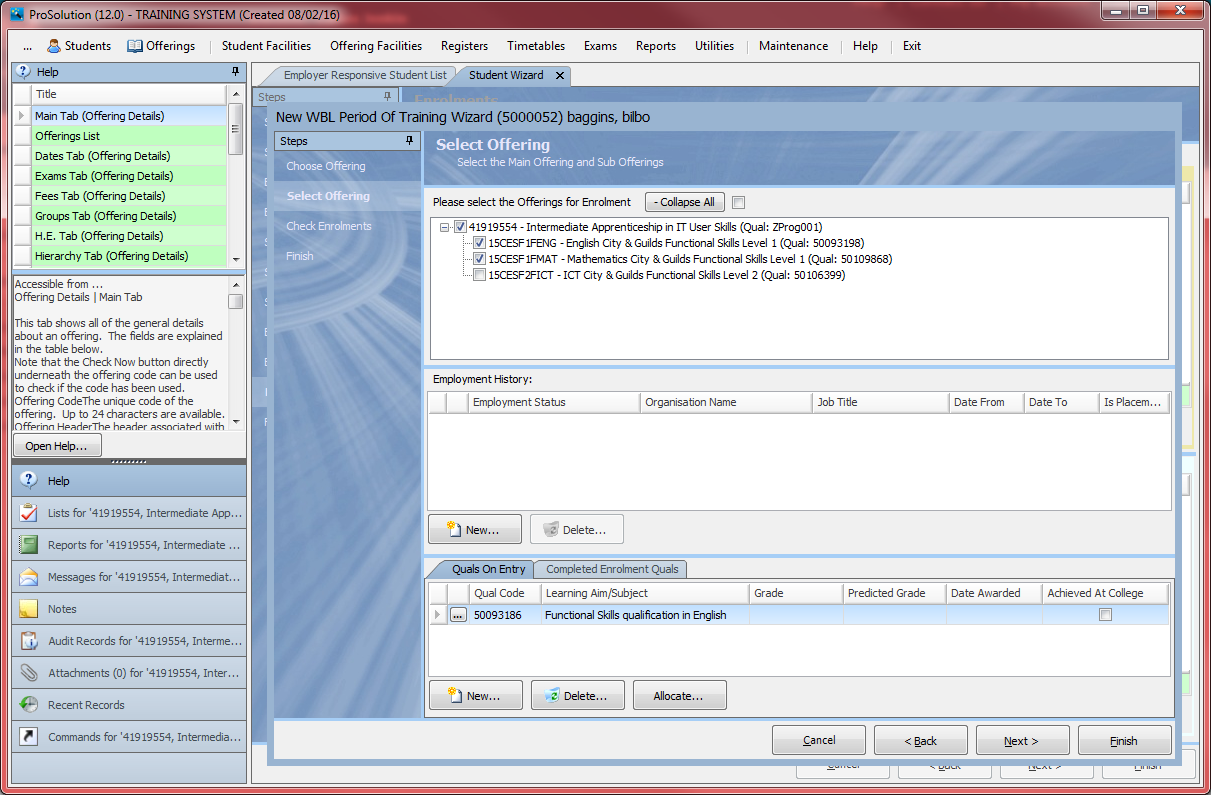 ProSolution (12.0) - TRAINING SYSTEM (Created 08/02/16)
... Students Offerings Student Facilities Offering Facilities Registers Timetables Exams Reports Utilities Maintenance Help Exit
Help
Title
Main Tab (Offering Details)
Offerings List
Dates Tab (Offering Details)
Exams Tab (Offering Details)
Fees Tab (Offering Details)
Groups Tab (Offering Details)
H.E. Tab (Offering Details)
Hierarchy Tab (Offering Details)
Accessible from ...
Offering Details | Main Tab
This tab shows all of the general details
about an offering. The fields are explained
in the table below.
Note that the Check Now button directly
underneath the offering code can be used
to check if the code has been used.
Offering CodeThe unique code of the
offering. Up to 24 characters are available.
Offering HeaderThe header associated with
Open Help...
Help
Lists for '41919554, Intermediate App...
Reports for '41919554, Intermediate ...
Messages for '41919554, Intermediat...
Notes
Audit Records for '41919554, Interme...
Attachments (0) for '41919554, Inter...
Recent Records
Commands for '41919554, Intermedia...
Employer Responsive Student List Student Wizard
Steps
Enrolments
New WBL Period Of Training Wizard (5000052) baggins, bilbo
Steps
Choose Offering
Select Offering
Check Enrolments
Finish
Select Offering
Select the Main Offering and Sub Offerings
Please select the Offerings for Enrolment - Collapse All
41919554 - Intermediate Apprenticeship in IT User Skills (Qual: ZProg001)
15CESF1FENG - English City & Guilds Functional Skills Level 1 (Qual: 50093198)
15CESF1FMAT - Mathematics City & Guilds Functional Skills Level 1 (Qual: 50109868)
15CESF2FICT - ICT City & Guilds Functional Skills Level 2 (Qual: 50106399)
Employment History:
Employment Status Organisation Name Job Title Date From Date To Is Placem...
New... Delete...
Quals On Entry Completed Enrolment Quals
Qual Code Learning Aim/Subject Grade Predicted Grade Date Awarded Achieved At College
... 50093186 Functional Skills qualification in English
New... Delete... Allocate...
Cancel < Back Next > Finish
Cancel < Back Next > Finish